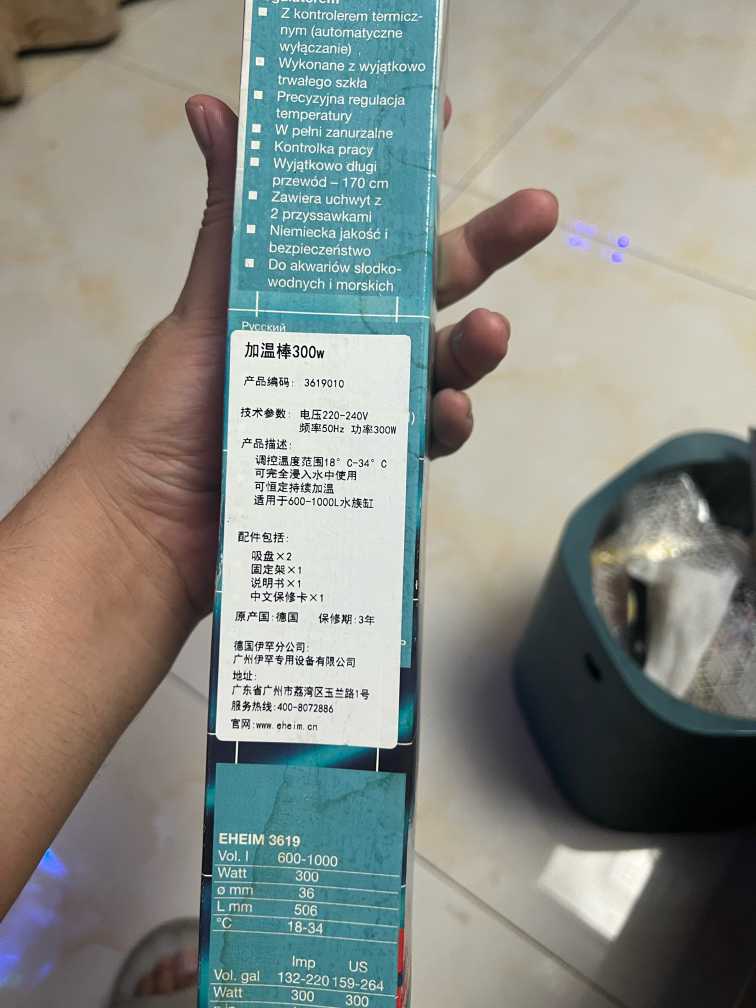 Z kontrolerem termicz-
nym (automatyczne
wyłączanie)
Wykonane z wyjątkowo
trwałego szkła
Precyzyjna regulacja
temperatury
W pełni zanurzalne
Kontrolka pracy
Wyjątkowo długi
przewód – 170 cm
Zawiera uchwyt z
2 przyssawkami
Niemiecka jakość i
bezpieczeństwo
Do akwariów słodko-
wodnych i morskich
Русский
加温棒300w
产品编码: 3619010
技术参数: 电压220-240V
频率50Hz 功率300W
产品描述:
调控温度范围18°C-34°C
可完全浸入水中使用
可恒定持续加温
适用于600-1000L水族缸
配件包括:
吸盘×2
固定架×1
说明书×1
中文保修卡×1
原产国:德国 保修期:3年
德国伊罕分公司:
广州伊罕专用设备有限公司
地址:
广东省广州市荔湾区玉兰路1号
服务热线:400-8072886
官网:www.eheim.cn
EHEIM 3619
Vol. l 600-1000
Watt 300
ø mm 36
L mm 506
°C 18-34
Imp US
Vol. gal 132-220 159-264
Watt 300 300